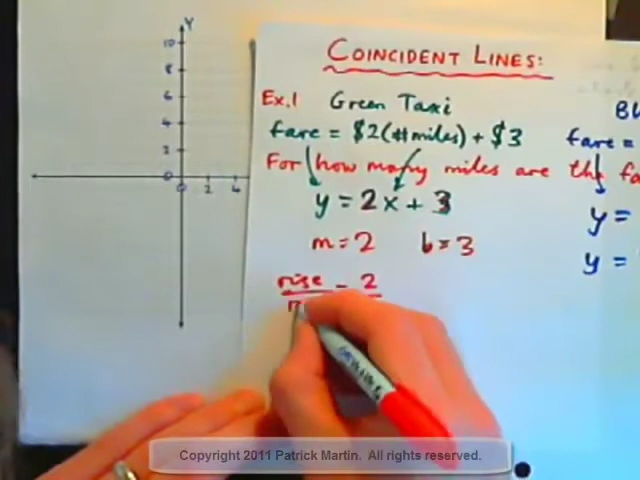 Y
10
8
6
4
2
0
0 2 4
COINCIDENT LINES:
Ex.1 Green Taxi
fare = $2(# miles) + $3
fare =
For how many miles are the fa
y = 2x + 3
y =
m = 2 b = 3
y =
rise = 2
Copyright 2011 Patrick Martin. All rights reserved.